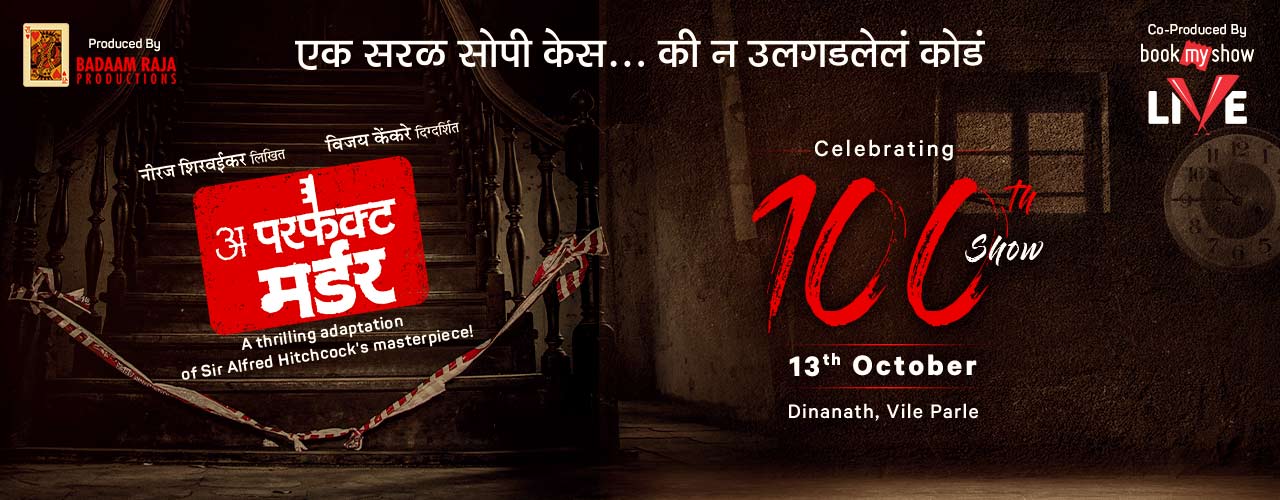 Produced By
BADAAM RAJA
PRODUCTIONS
एक सरळ सोपी केस... की न उलगडलेलं कोडं
Co-Produced By
book my show
LIVE
नीरज शिरवईकर लिखित
विजय केंकरे दिग्दर्शित
अ परफेक्ट
मर्डर
A thrilling adaptation
of Sir Alfred Hitchcock's masterpiece!
Celebrating
100th
Show
13th October
Dinanath, Vile Parle